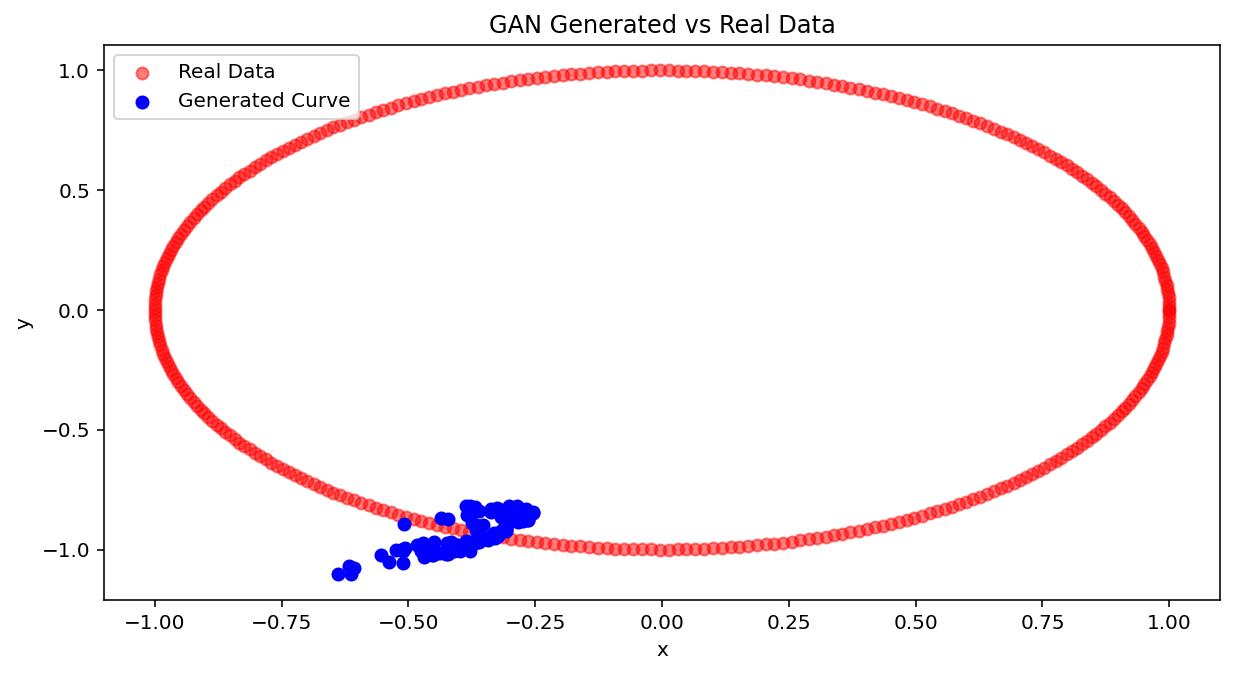 GAN Generated vs Real Data
Real Data
Generated Curve
1.0
0.5
0.0
−0.5
−1.0
y
−1.00 −0.75 −0.50 −0.25 0.00 0.25 0.50 0.75 1.00
x